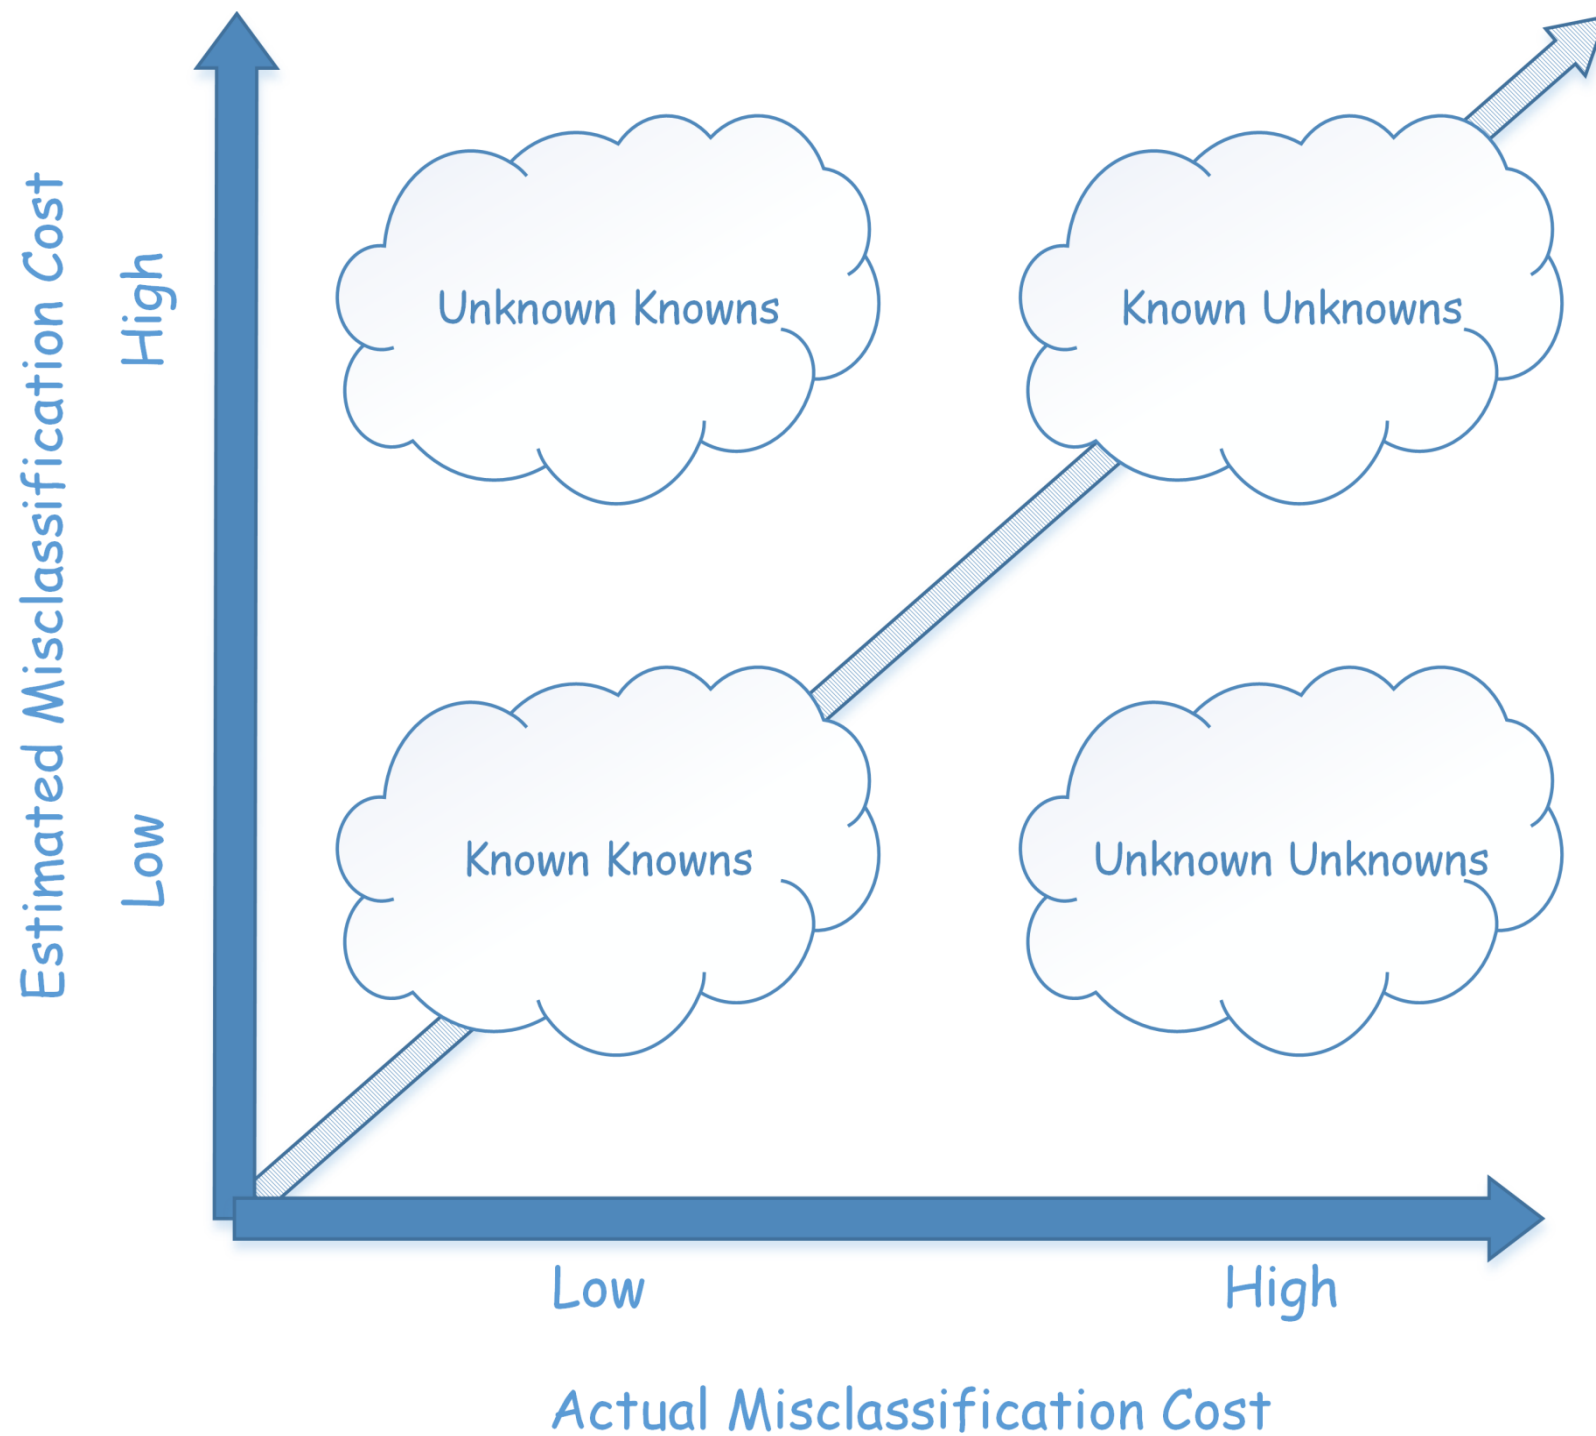 Estimated Misclassification Cost
High
Low
Unknown Knowns
Known Unknowns
Known Knowns
Unknown Unknowns
Low
High
Actual Misclassification Cost